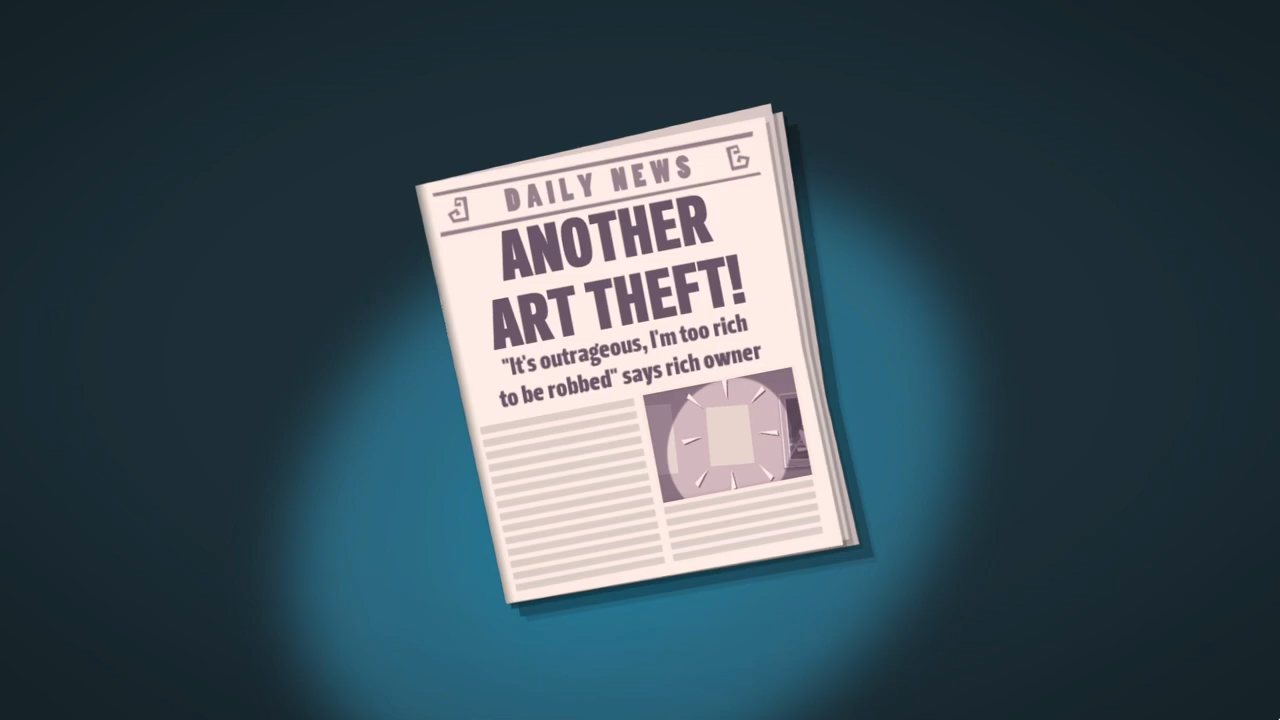 DAILY NEWS
ANOTHER
ART THEFT!
"It's outrageous, I'm too rich
to be robbed" says rich owner